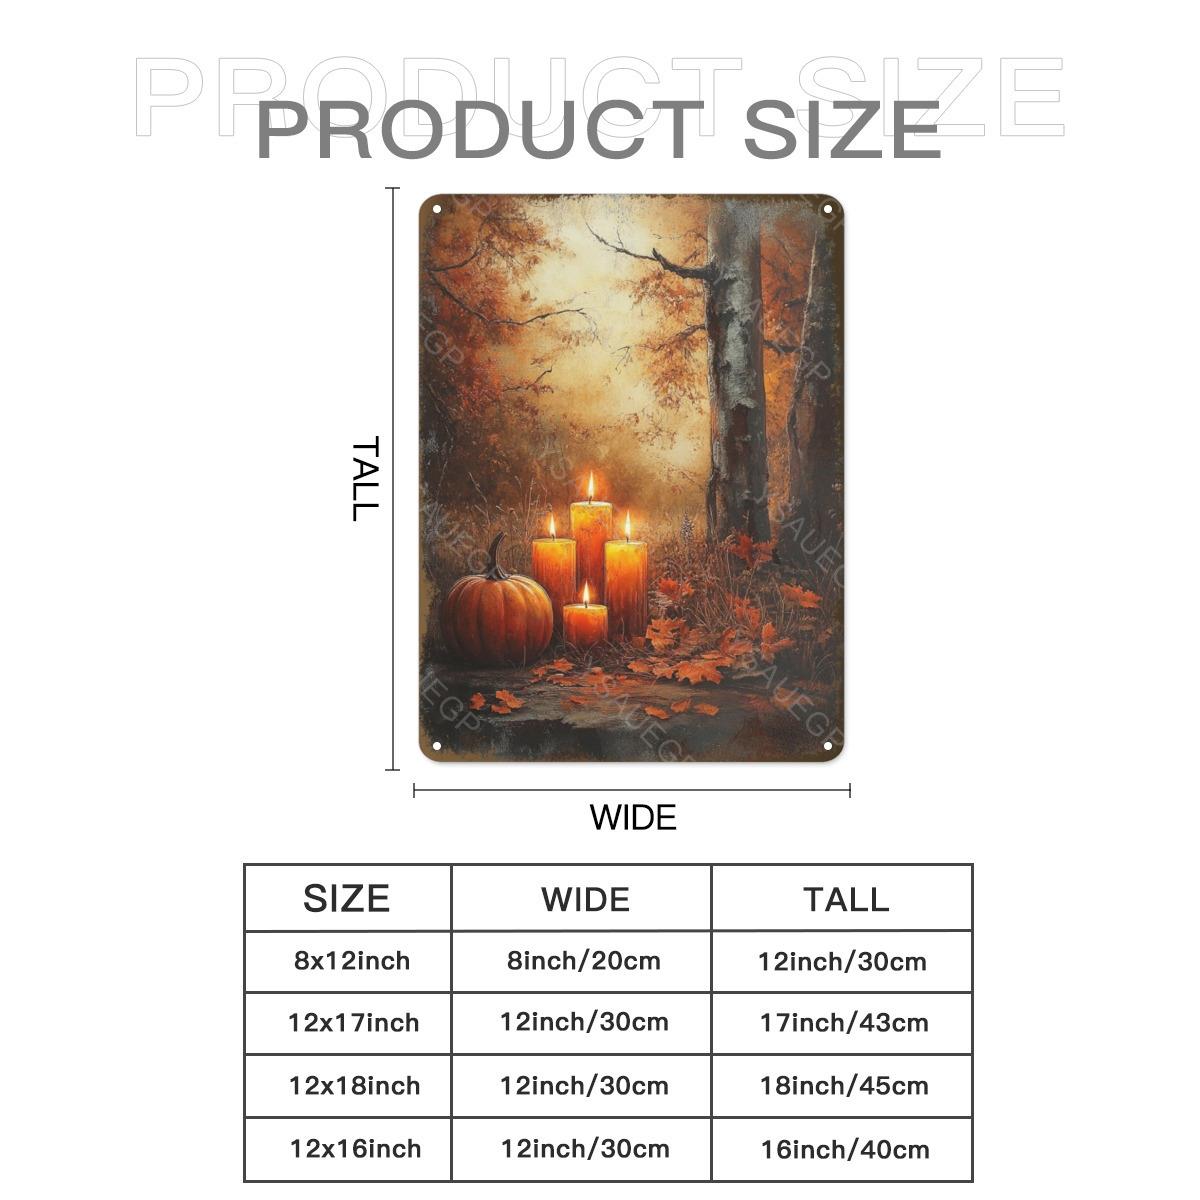 PRODUCT SIZE
PRODUCT SIZE
TALL
YSAUEGP
WIDE
SIZE WIDE TALL
8x12inch 8inch/20cm 12inch/30cm
12x17inch 12inch/30cm 17inch/43cm
12x18inch 12inch/30cm 18inch/45cm
12x16inch 12inch/30cm 16inch/40cm